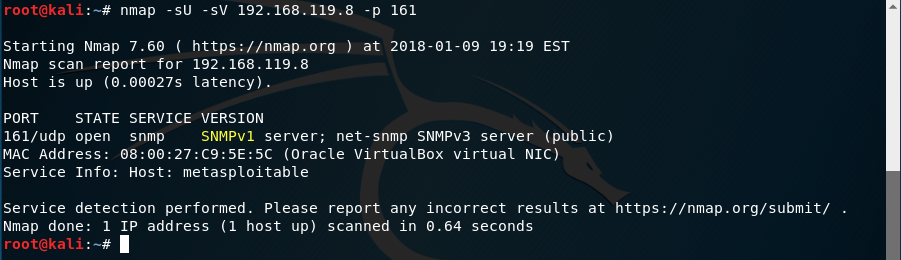 root@kali:~# nmap -sU -sV 192.168.119.8 -p 161
Starting Nmap 7.60 ( https://nmap.org ) at 2018-01-09 19:19 EST
Nmap scan report for 192.168.119.8
Host is up (0.00027s latency).
PORT    STATE SERVICE VERSION
161/udp open  snmp    SNMPv1 server; net-snmp SNMPv3 server (public)
MAC Address: 08:00:27:C9:5E:5C (Oracle VirtualBox virtual NIC)
Service Info: Host: metasploitable
Service detection performed. Please report any incorrect results at https://nmap.org/submit/ .
Nmap done: 1 IP address (1 host up) scanned in 0.64 seconds
root@kali:~#